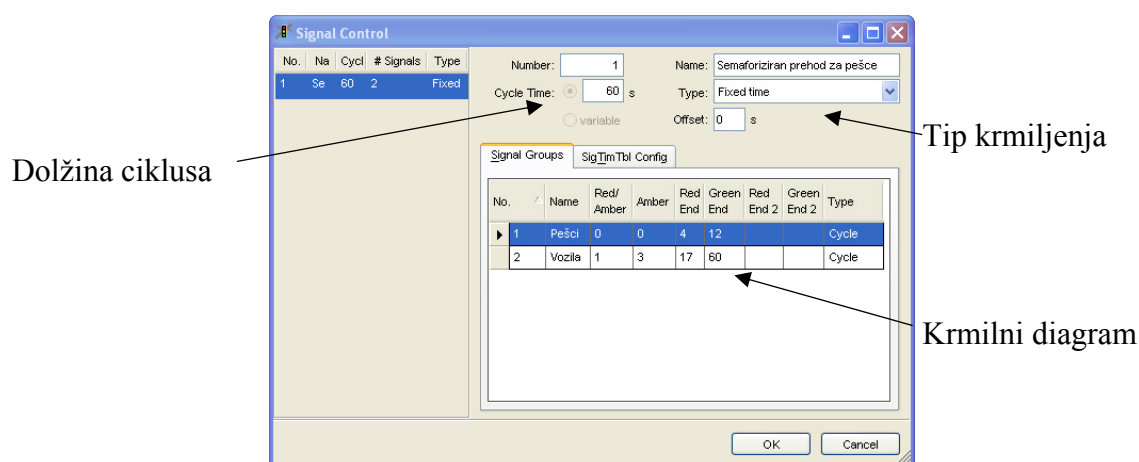 Signal Control
No. Na Cycl # Signals Type
1 Se 60 2 Fixed
Number: 1 Name: Semaforiziran prehod za pešce
Cycle Time: 60 s Type: Fixed time
variable Offset: 0 s
Tip krmiljenja
Dolžina ciklusa
Signal Groups SigTimTbl Config
No. Name Red/ Amber Amber Red End Green End Red End 2 Green End 2 Type
1 Pešci 0 0 4 12 Cycle
2 Vozila 1 3 17 60 Cycle
Krmilni diagram
OK Cancel